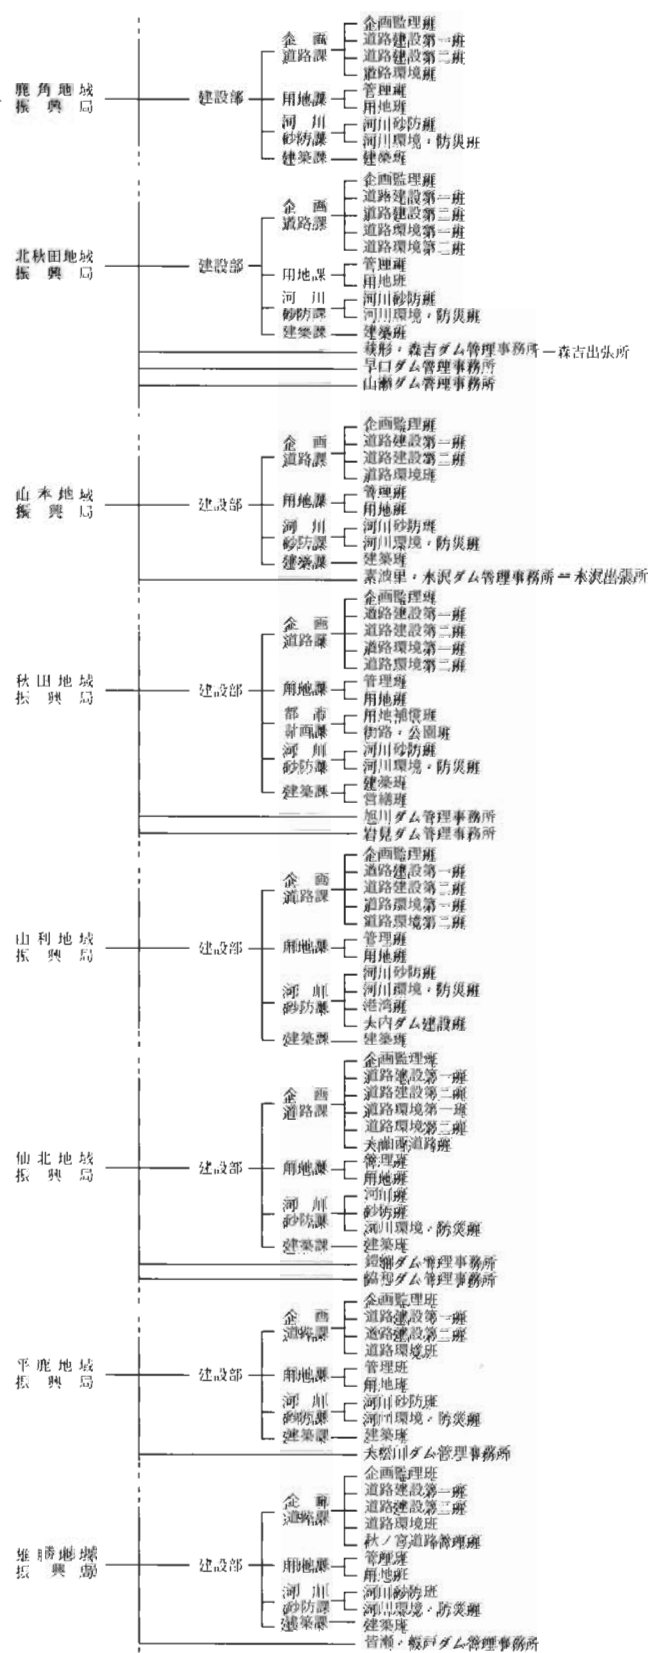 鹿角地域
振興局
建設部
企画
道路課
企画監理班
道路建設第一班
道路建設第二班
道路環境班
用地課
管理班
用地班
河川
砂防課
河川砂防班
河川環境・防災班
建築課
建築班
北秋田地域
振興局
建設部
企画
道路課
企画監理班
道路建設第一班
道路建設第二班
道路環境第一班
道路環境第二班
用地課
管理班
用地班
河川
砂防課
河川砂防班
河川環境・防災班
建築課
建築班
萩形・森吉ダム管理事務所 森吉出張所
早口ダム管理事務所
山瀬ダム管理事務所
山本地域
振興局
建設部
企画
道路課
企画監理班
道路建設第一班
道路建設第二班
道路環境班
用地課
管理班
用地班
河川
砂防課
河川砂防班
河川環境・防災班
建築課
建築班
素波里・水沢ダム管理事務所 水沢出張所
秋田地域
振興局
建設部
企画
道路課
企画監理班
道路建設第一班
道路建設第二班
道路環境第一班
道路環境第二班
用地課
管理班
用地班
都市
計画課
用地補償班
街路・公園班
河川
砂防課
河川砂防班
河川環境・防災班
建築課
建築班
営繕班
旭川ダム管理事務所
岩見ダム管理事務所
由利地域
振興局
建設部
企画
道路課
企画監理班
道路建設第一班
道路建設第二班
道路環境第一班
道路環境第二班
用地課
管理班
用地班
河川
砂防課
河川砂防班
河川環境・防災班
港湾班
大内ダム建設班
建築課
建築班
仙北地域
振興局
建設部
企画
道路課
企画監理班
道路建設第一班
道路建設第二班
道路環境第一班
道路環境第二班
大曲西道路班
用地課
管理班
用地班
河川
砂防課
河川班
砂防班
河川環境・防災班
建築課
建築班
鎧畑ダム管理事務所
協和ダム管理事務所
平鹿地域
振興局
建設部
企画
道路課
企画監理班
道路建設第一班
道路建設第二班
道路環境班
用地課
管理班
用地班
河川
砂防課
河川砂防班
河川環境・防災班
建築課
建築班
大松川ダム管理事務所
雄勝地域
振興局
建設部
企画
道路課
企画監理班
道路建設第一班
道路建設第二班
道路環境班
秋ノ宮道路管理班
用地課
管理班
用地班
河川
砂防課
河川砂防班
河川環境・防災班
建築課
建築班
皆瀬・板戸ダム管理事務所